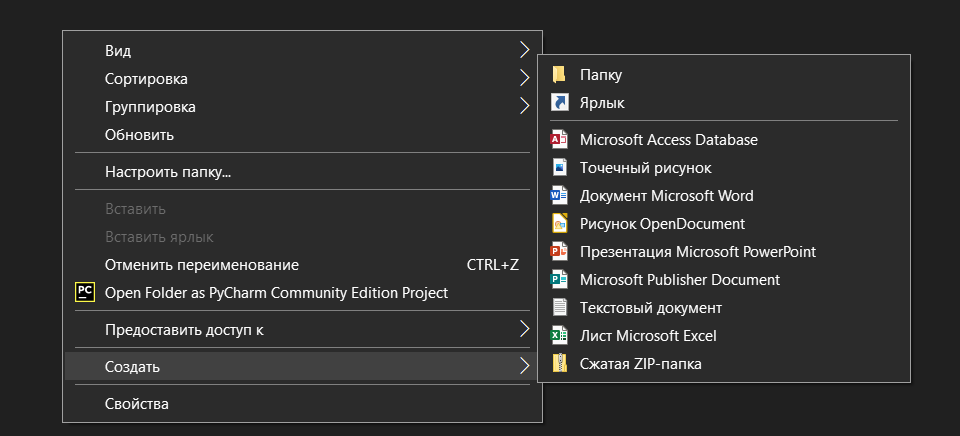 Вид
Сортировка
Группировка
Обновить
Настроить папку...
Вставить
Вставить ярлык
Отменить переименование CTRL+Z
PC Open Folder as PyCharm Community Edition Project
Предоставить доступ к
Создать
Свойства
Папку
Ярлык
Microsoft Access Database
Точечный рисунок
Документ Microsoft Word
Рисунок OpenDocument
Презентация Microsoft PowerPoint
Microsoft Publisher Document
Текстовый документ
Лист Microsoft Excel
Сжатая ZIP-папка